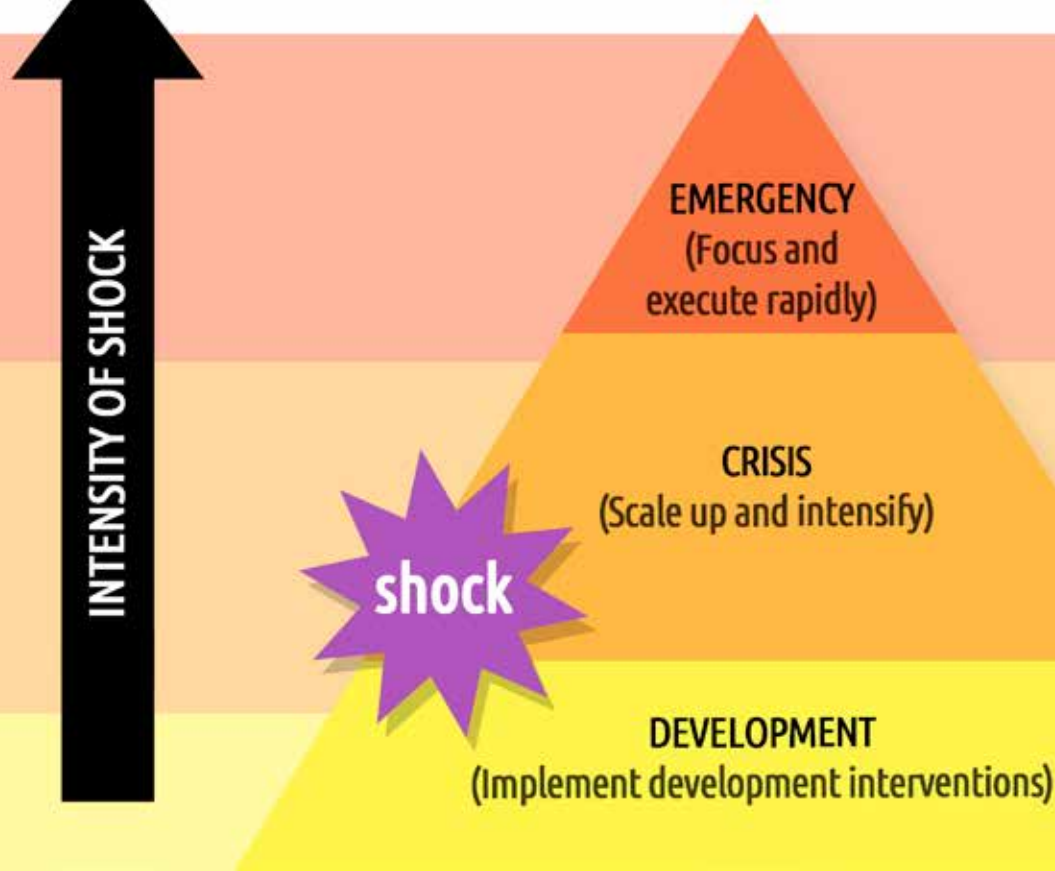 INTENSITY OF SHOCK
EMERGENCY
(Focus and
execute rapidly)
CRISIS
(Scale up and intensify)
shock
DEVELOPMENT
(Implement development interventions)